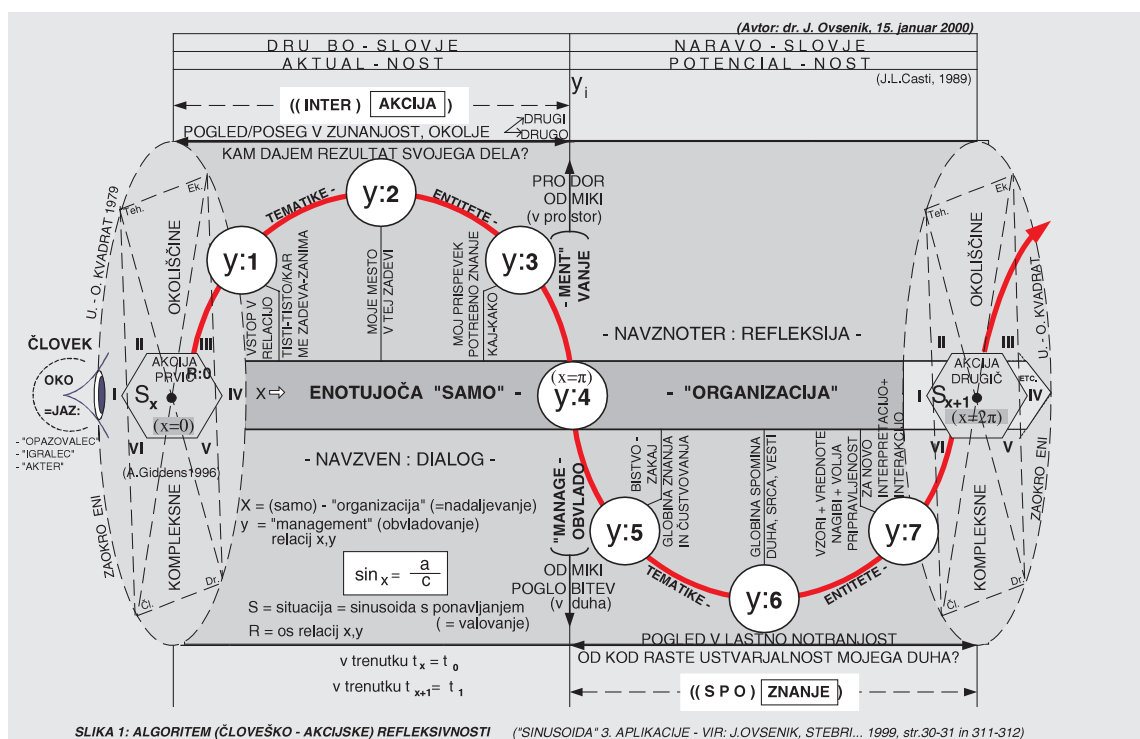 (Avtor: dr. J. Ovsenik, 15. januar 2000)
DRU BO - SLOVJE
NARAVO - SLOVJE
AKTUAL - NOST
POTENCIAL - NOST
(J.L.Casti, 1989)
y i
((INTER) AKCIJA )
DRUGI
POGLED/POSEG V ZUNANJOST, OKOLJE
DRUGO
KAM DAJEM REZULTAT SVOJEGA DELA?
U. - O. KVADRAT 1979
Teh.
Ek.
OKOLIŠČINE
TEMATIKE -
ENTITETE -
y:1
y:2
y:3
PRO DOR
OD MIKI
(v pro stor)
- MENT"
VANJE
VSTOP V
RELACIJO
TISTI-TISTO/KAR
ME ZADEVA-ZANIMA
MOJE MESTO
V TEJ ZADEVI
MOJ PRISPEVEK
POTREBNO ZNANJE
KAJ-KAKO
- NAVZNOTER : REFLEKSIJA -
Teh.
Ek.
OKOLIŠČINE
U. - O. KVADRAT
ČLOVEK
OKO
=JAZ:
- "OPAZOVALEC"
- "IGRALEC"
- "AKTER"
I
II
III
IV
V
VI
AKCIJA
PRVIČ
R:0
S x
(x=0)
(A.Giddens1996)
X ⇨
ENOTUJOČA "SAMO" -
(x=π)
y:4
- "ORGANIZACIJA"
I
II
III
IV
V
VI
AKCIJA
DRUGIČ
ETC.
S x+1
(x=2π)
- NAVZVEN : DIALOG -
X = (samo) - "organizacija" (=nadaljevanje)
y = "management" (obvladovanje)
relacij x,y
sin x = a/c
S = situacija = sinusoida s ponavljanjem
( = valovanje)
R = os relacij x,y
"MANAGE -
OBVLADO
OD MIKI
POGLO BITEV
(v duha)
BISTVO-
ZAKAJ
GLOBINA ZNANJA
IN ČUSTVOVANJA
GLOBINA SPOMINA
DUHA, SRCA, VESTI
VZORI + VREDNOTE
NAGIBI + VOLJA
PRIPRAVLJENOST
ZA NOVO
INTERPRETACIJO+
INTERAKCIJO
y:5
y:6
y:7
TEMATIKE -
ENTITETE -
ZAOKRO ENI
KOMPLEKSNE
Čl.
Dr.
KOMPLEKSNE
ZAOKRO ENI
Čl.
Dr.
POGLED V LASTNO NOTRANJOST
OD KOD RASTE USTVARJALNOST MOJEGA DUHA?
v trenutku t x = t 0
v trenutku t x+1= t 1
((SPO) ZNANJE )
SLIKA 1: ALGORITEM (ČLOVEŠKO - AKCIJSKE) REFLEKSIVNOSTI ("SINUSOIDA" 3. APLIKACIJE - VIR: J.OVSENIK, STEBRI... 1999, str.30-31 in 311-312)